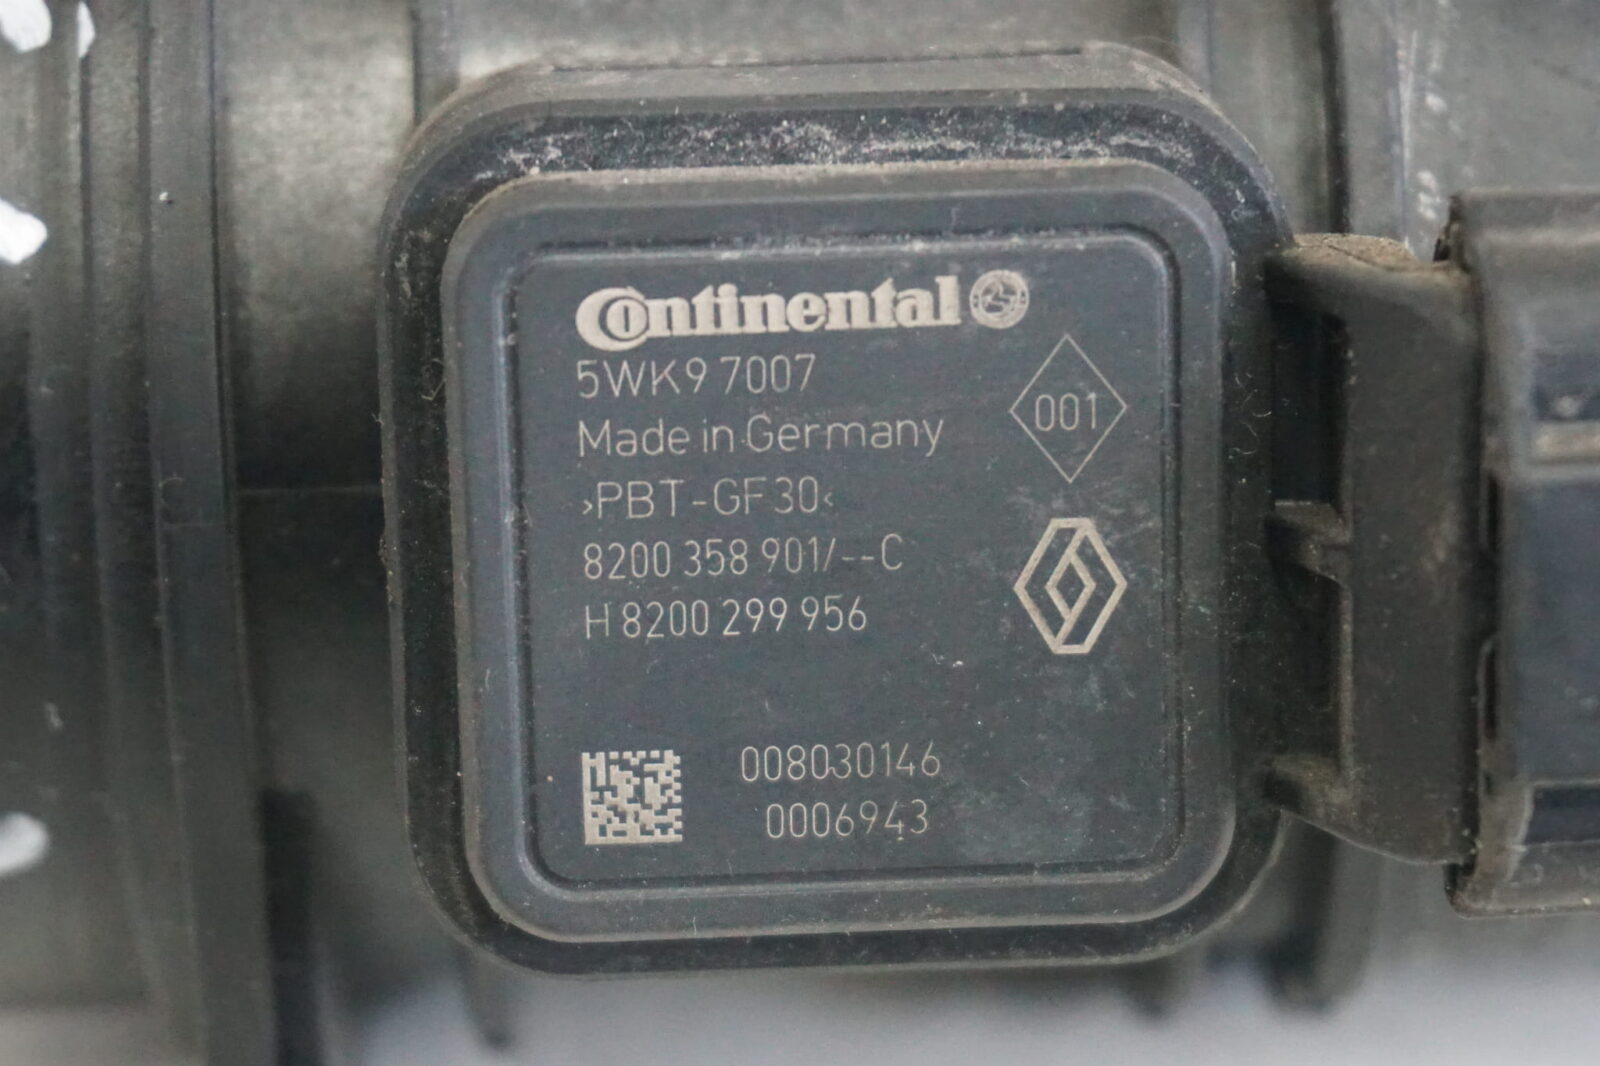 Continental
5WK9 7007
001
Made in Germany
>PBT-GF30<
8200 358 901/--C
H 8200 299 956
008030146
0006943